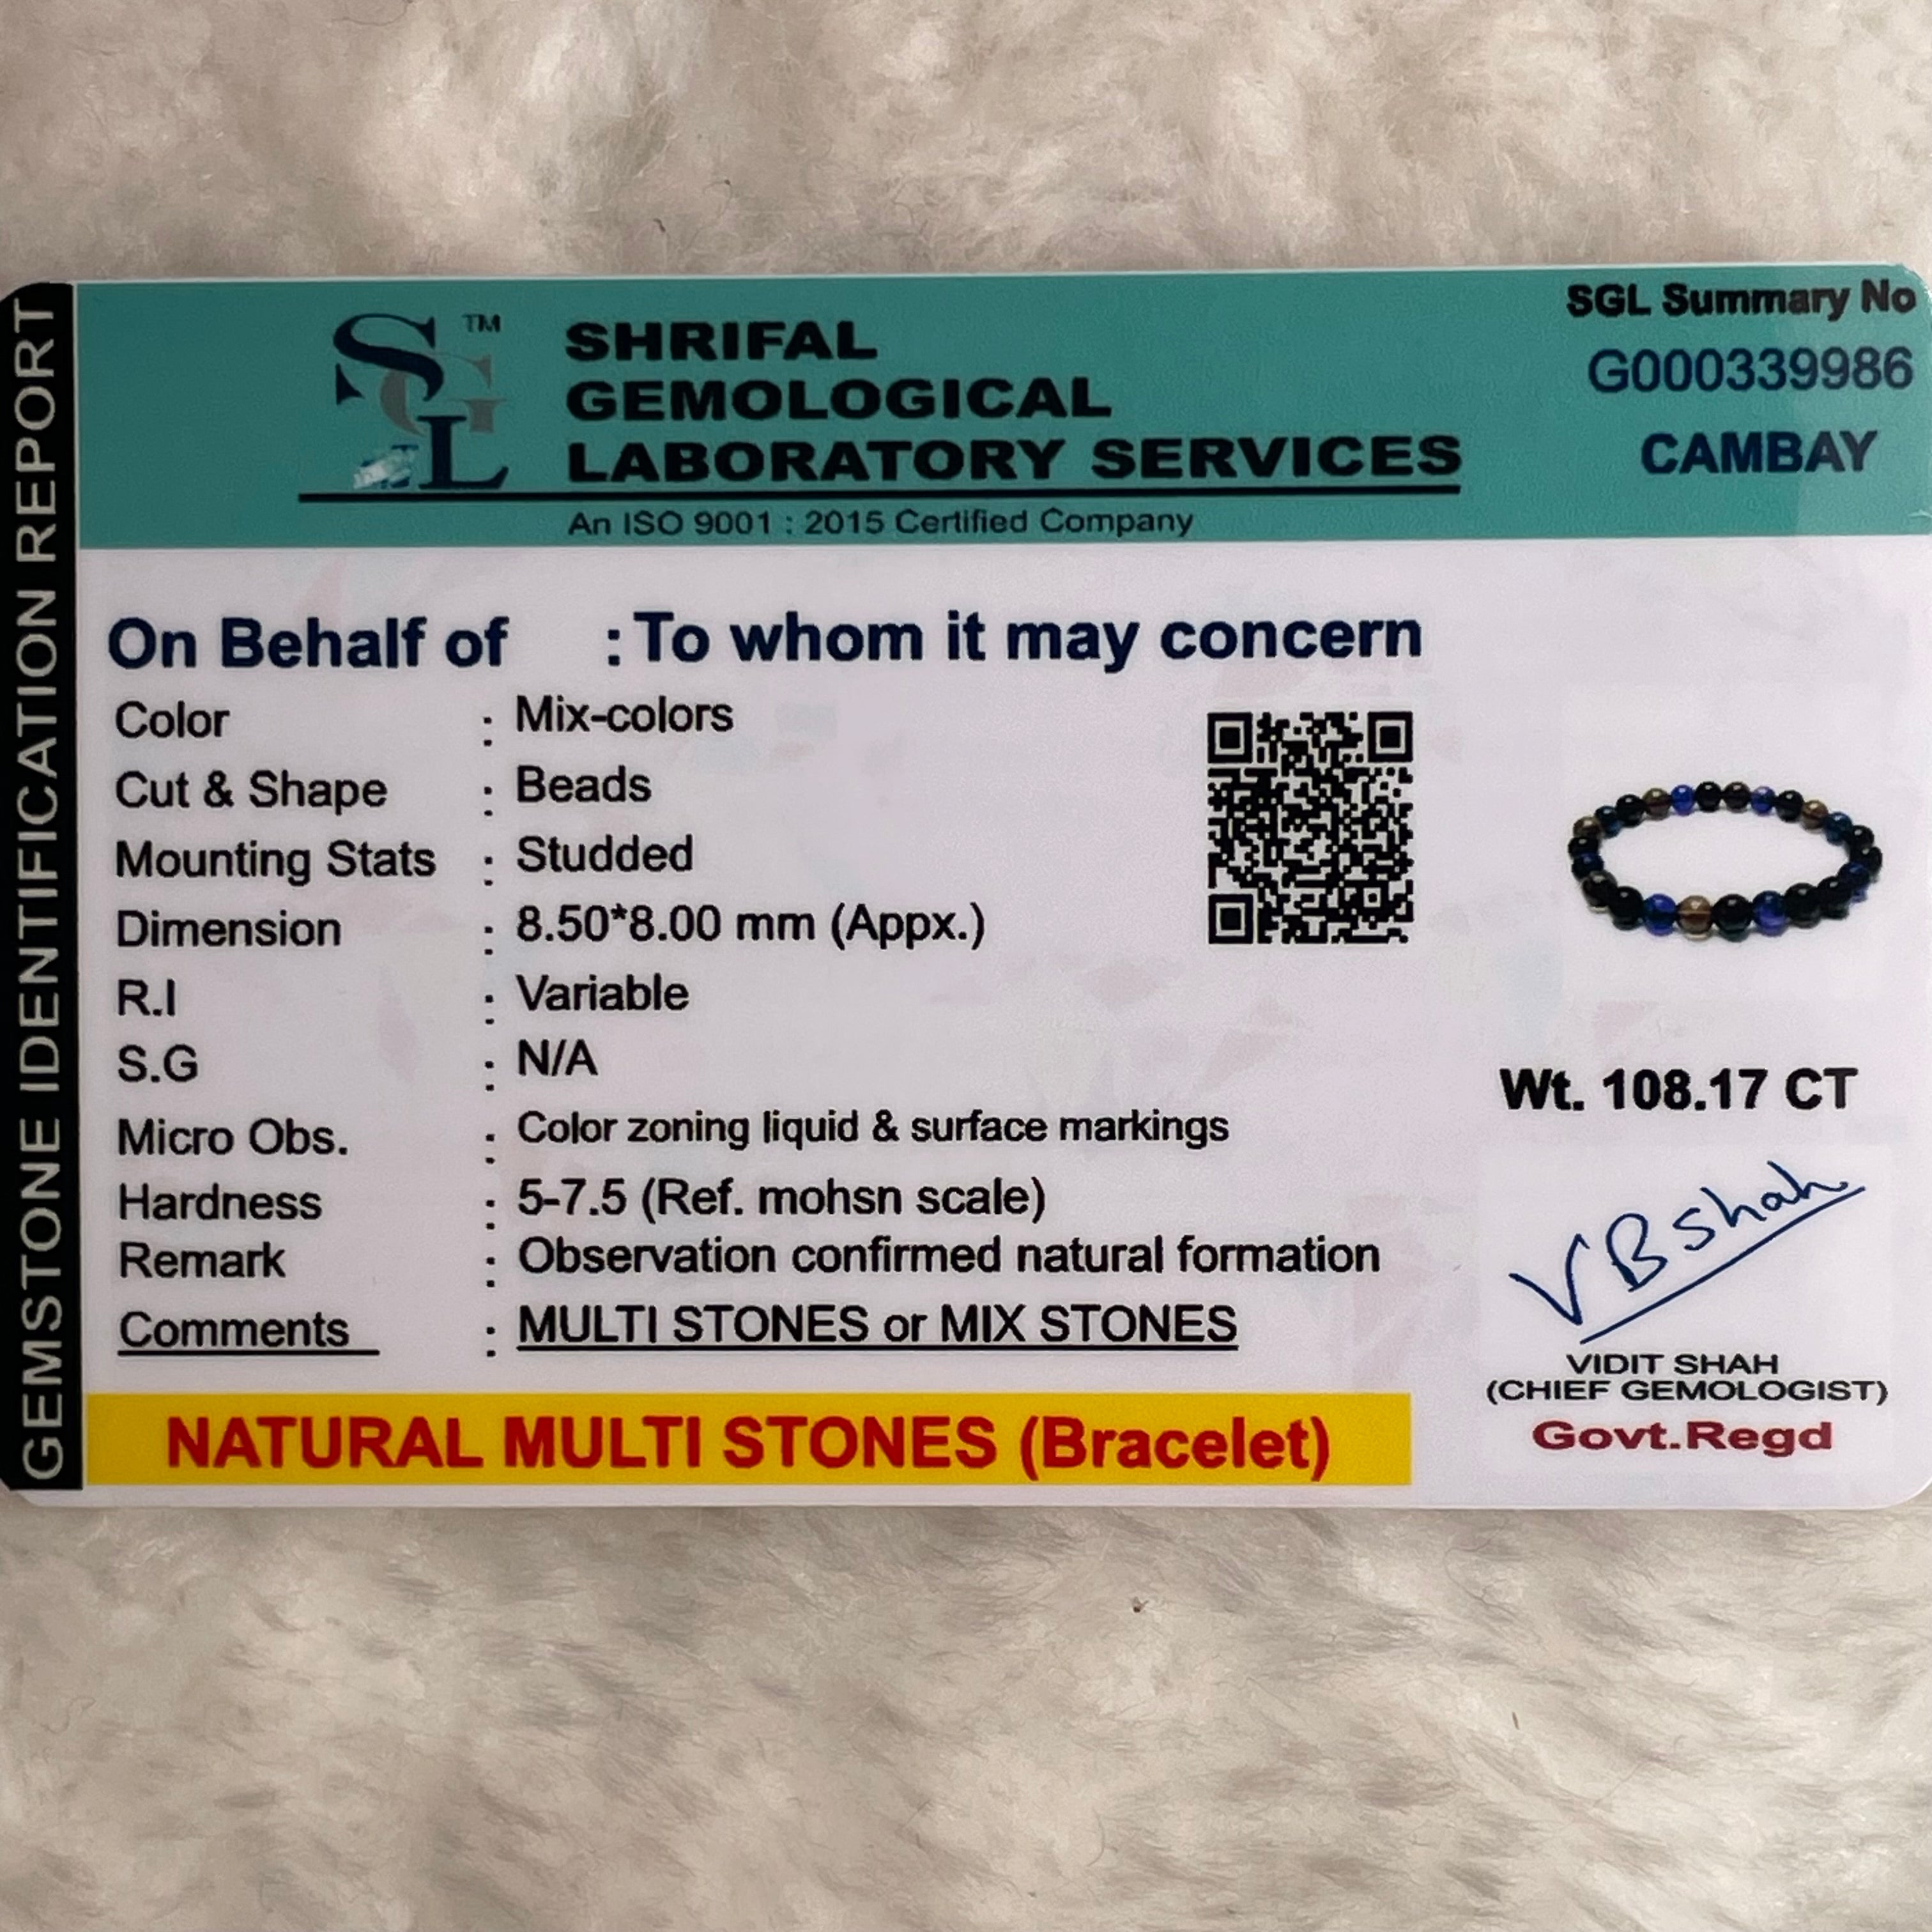 GEMSTONE IDENTIFICATION REPORT
SGL TM
SHRIFAL
GEMOLOGICAL
LABORATORY SERVICES
An ISO 9001 : 2015 Certified Company
SGL Summary No
G000339986
CAMBAY
On Behalf of : To whom it may concern
Color : Mix-colors
Cut & Shape : Beads
Mounting Stats : Studded
Dimension : 8.50*8.00 mm (Appx.)
R.I : Variable
S.G : N/A
Micro Obs. : Color zoning liquid & surface markings
Hardness : 5-7.5 (Ref. mohsn scale)
Remark : Observation confirmed natural formation
Comments : MULTI STONES or MIX STONES
NATURAL MULTI STONES (Bracelet)
Wt. 108.17 CT
VBshah
VIDIT SHAH
(CHIEF GEMOLOGIST)
Govt.Regd